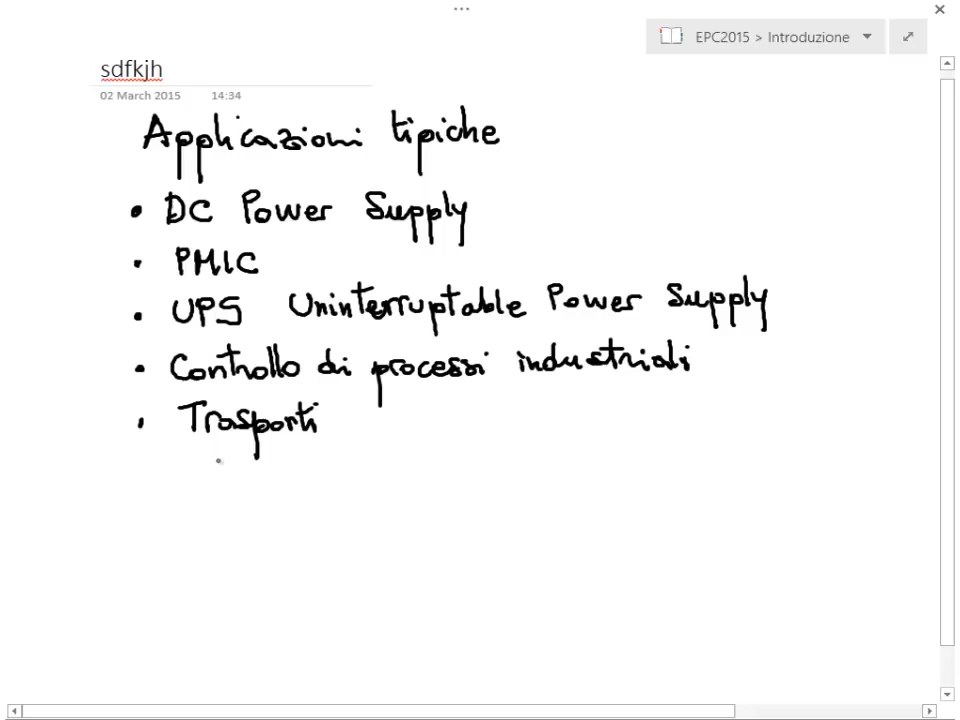 ...
EPC2015 > Introduzione
sdfkjh
02 March 2015 14:34
Applicazioni tipiche
• DC Power Supply
• PMIC
• UPS Uninterruptable Power Supply
• Controllo di processi industriali
• Trasporti